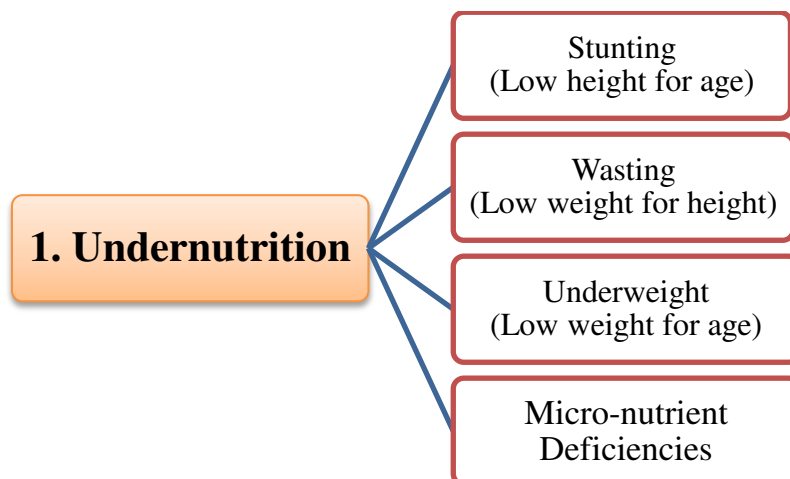 1. Undernutrition
Stunting
(Low height for age)
Wasting
(Low weight for height)
Underweight
(Low weight for age)
Micro-nutrient
Deficiencies